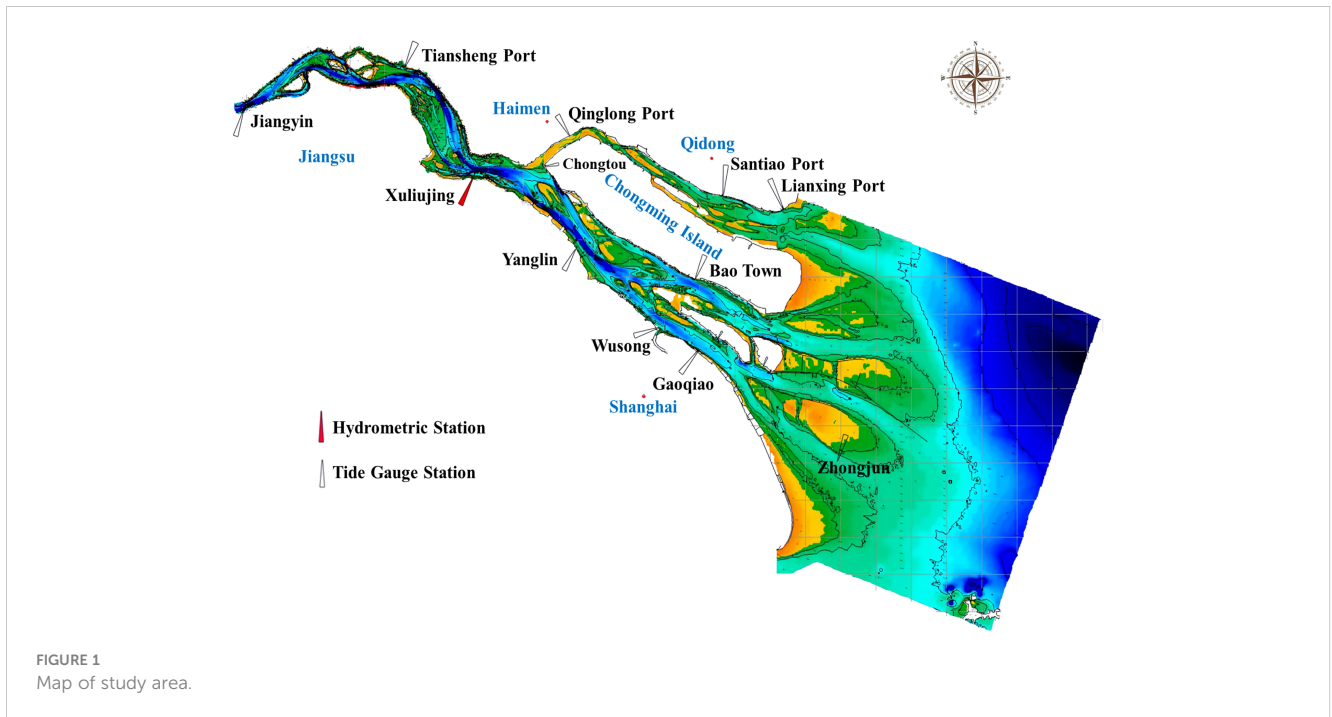 N
W
E
S
Tiansheng Port
Jiangyin
Haimen
Qinglong Port
Jiangsu
Qidong
Chongtou
Santiao Port
Lianxing Port
Xuliujing
Chongming Island
Yanglin
Bao Town
Wusong
Gaoqiao
Shanghai
Hydrometric Station
Zhongjun
Tide Gauge Station
FIGURE 1
Map of study area.